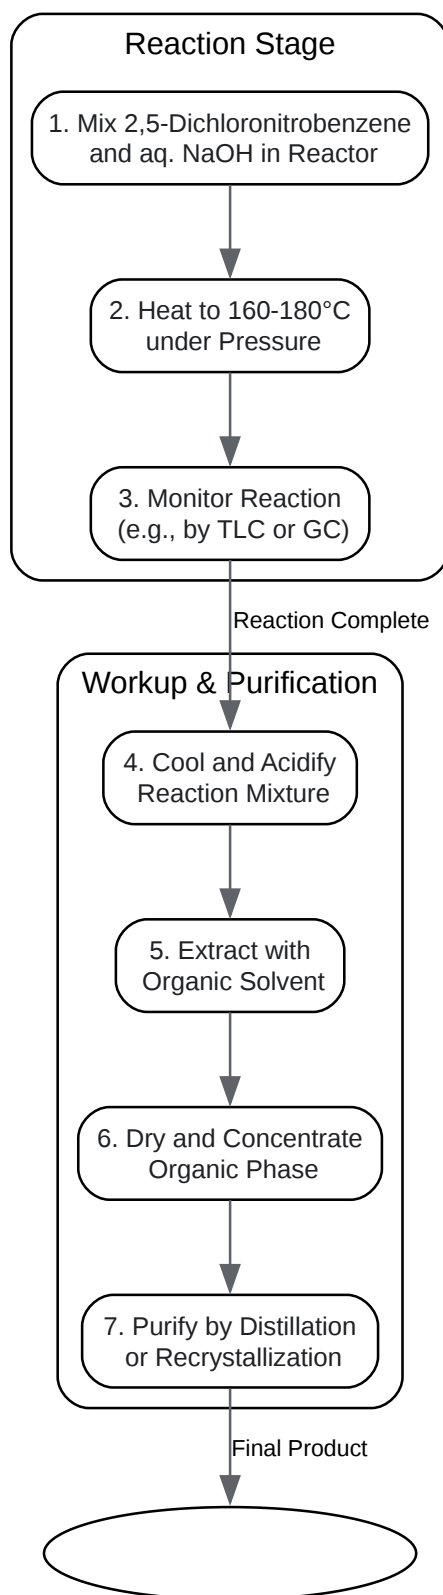 Reaction Stage
1. Mix 2,5-Dichloronitrobenzene
and aq. NaOH in Reactor
2. Heat to 160-180°C
under Pressure
3. Monitor Reaction
(e.g., by TLC or GC)
Reaction Complete
Workup & Purification
4. Cool and Acidify
Reaction Mixture
5. Extract with
Organic Solvent
6. Dry and Concentrate
Organic Phase
7. Purify by Distillation
or Recrystallization
Final Product